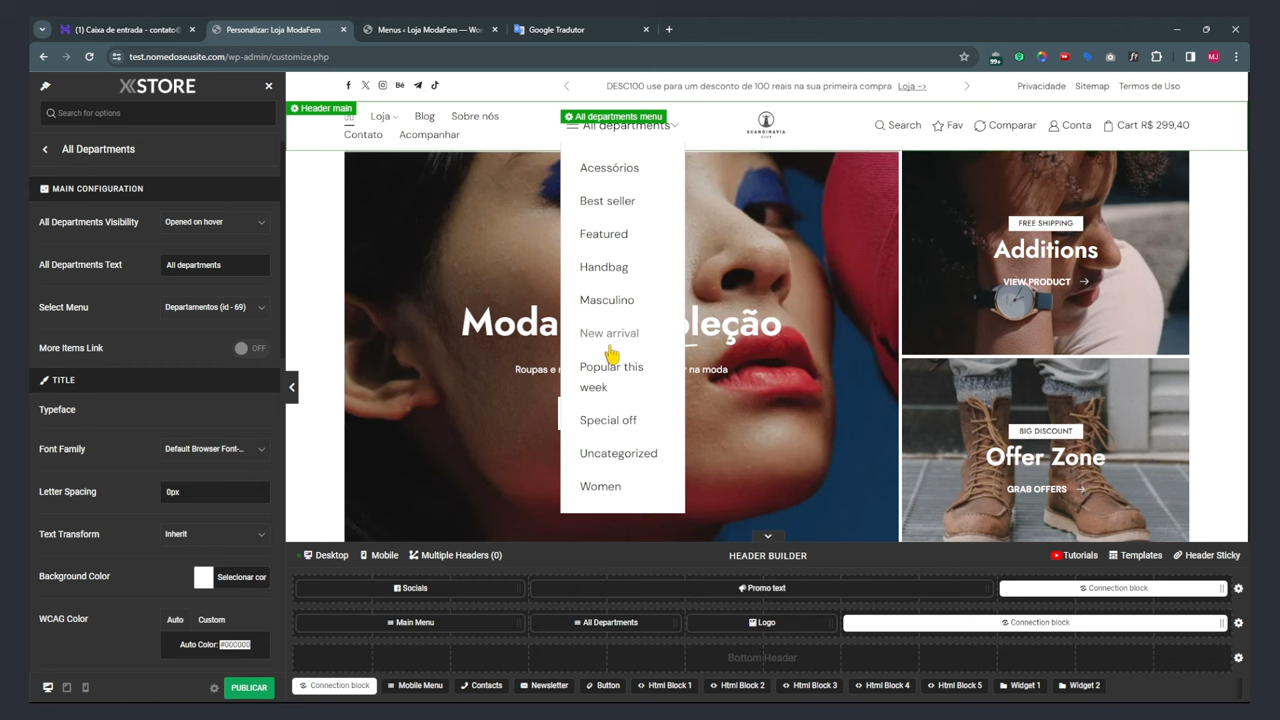 (1) Caixa de entrada - contato@
Personalizar: Loja ModaFem
Menus ‹ Loja ModaFem — W
Google Tradutor
test.nomedoseusite.com/wp-admin/customize.php
99+
MJ
XSTORE
Search for options
All Departments
MAIN CONFIGURATION
All Departments Visibility
Opened on hover
All Departments Text
All departments
Select Menu
Departamentos (id - 69)
More Items Link
OFF
TITLE
Typeface
Font Family
Default Browser Font-...
Letter Spacing
0px
Text Transform
Inherit
Background Color
Selecionar cor
WCAG Color
Auto
Custom
Auto Color: #000000
PUBLICAR
DESC100 use para um desconto de 100 reais na sua primeira compra
Loja ->
Privacidade
Sitemap
Termos de Uso
Header main
Loja
Blog
Sobre nós
Contato
Acompanhar
All departments menu
All departments
SCANDINAVIA
CLUB
Search
Fav
Comparar
Conta
Cart R$ 299,40
Acessórios
Best seller
Featured
Handbag
Masculino
New arrival
Popular this
week
Special off
Uncategorized
Women
Moda
leção
Roupas e
na moda
FREE SHIPPING
Additions
VIEW PRODUCT
BIG DISCOUNT
Offer Zone
GRAB OFFERS
Desktop
Mobile
Multiple Headers (0)
HEADER BUILDER
Tutorials
Templates
Header Sticky
Socials
Promo text
Connection block
Main Menu
All Departments
Logo
Connection block
Bottom Header
Connection block
Mobile Menu
Contacts
Newsletter
Button
Html Block 1
Html Block 2
Html Block 3
Html Block 4
Html Block 5
Widget 1
Widget 2